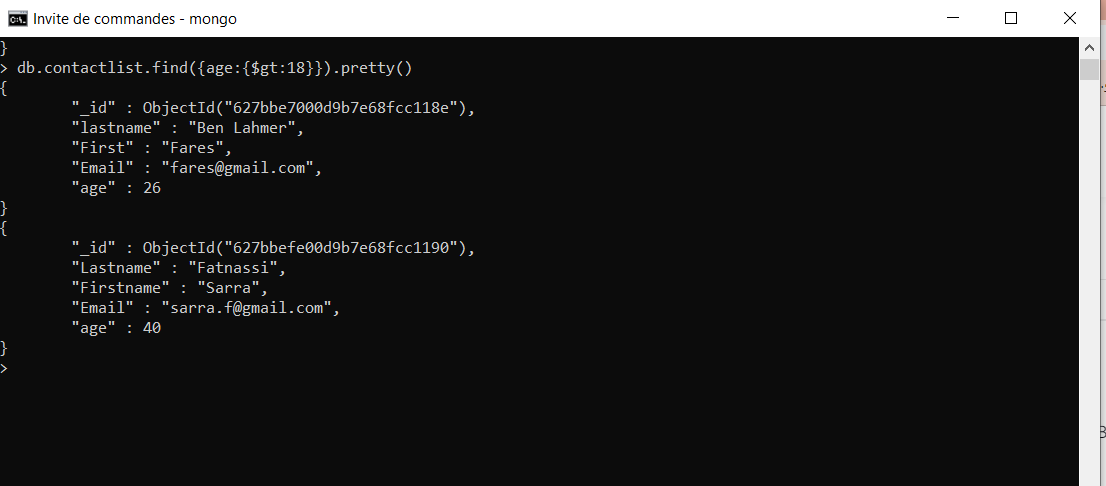 Invite de commandes - mongo
}
> db.contactlist.find({age:{$gt:18}}).pretty()
{
"_id" : ObjectId("627bbe7000d9b7e68fcc118e"),
"lastname" : "Ben Lahmer",
"First" : "Fares",
"Email" : "fares@gmail.com",
"age" : 26
}
{
"_id" : ObjectId("627bbefe00d9b7e68fcc1190"),
"Lastname" : "Fatnassi",
"Firstname" : "Sarra",
"Email" : "sarra.f@gmail.com",
"age" : 40
}
>